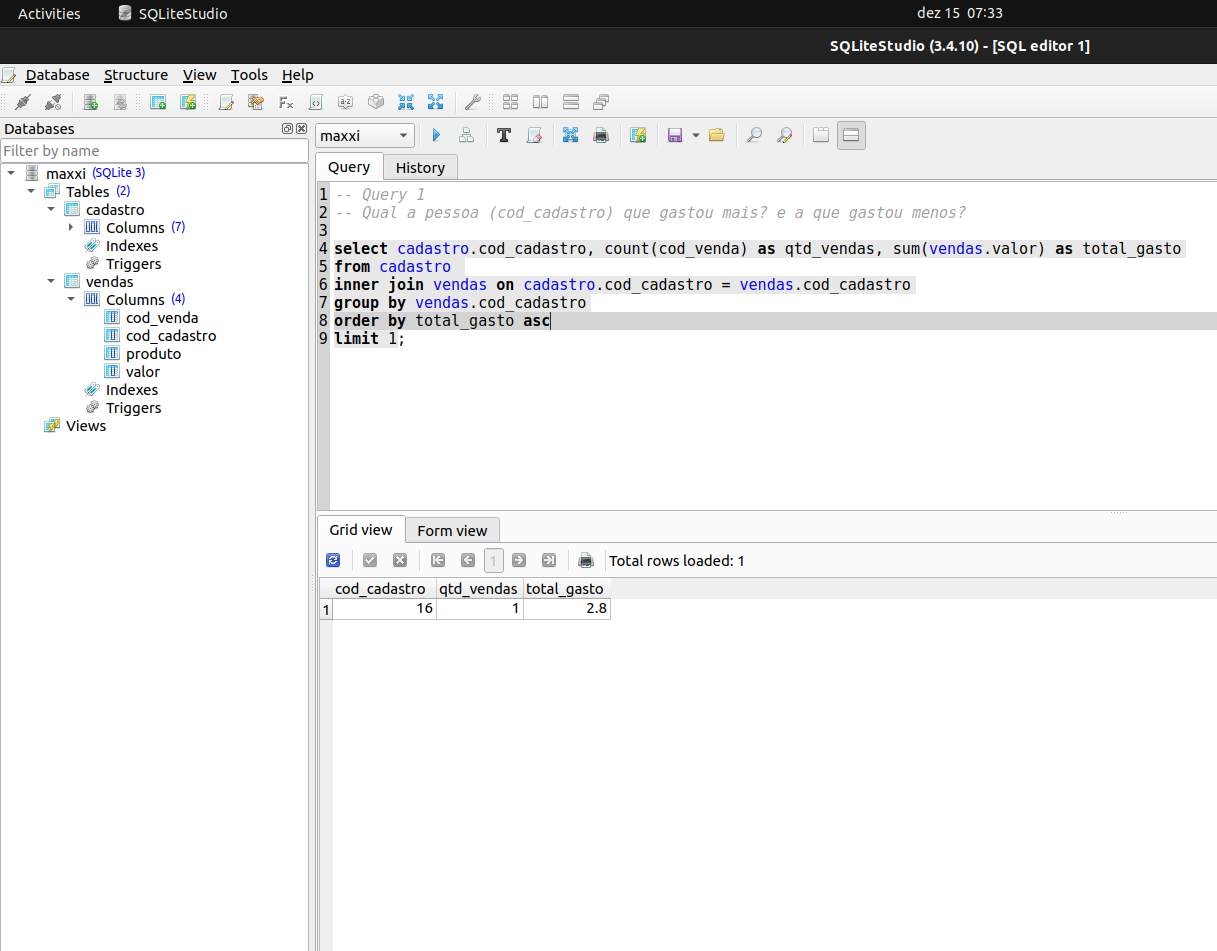 Activities SQLiteStudio dez 15 07:33
SQLiteStudio (3.4.10) - [SQL editor 1]
Database Structure View Tools Help
Databases
Filter by name
maxxi (SQLite 3)
Tables (2)
cadastro
Columns (7)
Indexes
Triggers
vendas
Columns (4)
cod_venda
cod_cadastro
produto
valor
Indexes
Triggers
Views
maxxi
Query History
1 -- Query 1
2 -- Qual a pessoa (cod_cadastro) que gastou mais? e a que gastou menos?
3
4 select cadastro.cod_cadastro, count(cod_venda) as qtd_vendas, sum(vendas.valor) as total_gasto
5 from cadastro
6 inner join vendas on cadastro.cod_cadastro = vendas.cod_cadastro
7 group by vendas.cod_cadastro
8 order by total_gasto asc
9 limit 1;
Grid view Form view
1 Total rows loaded: 1
cod_cadastro qtd_vendas total_gasto
1 16 1 2.8